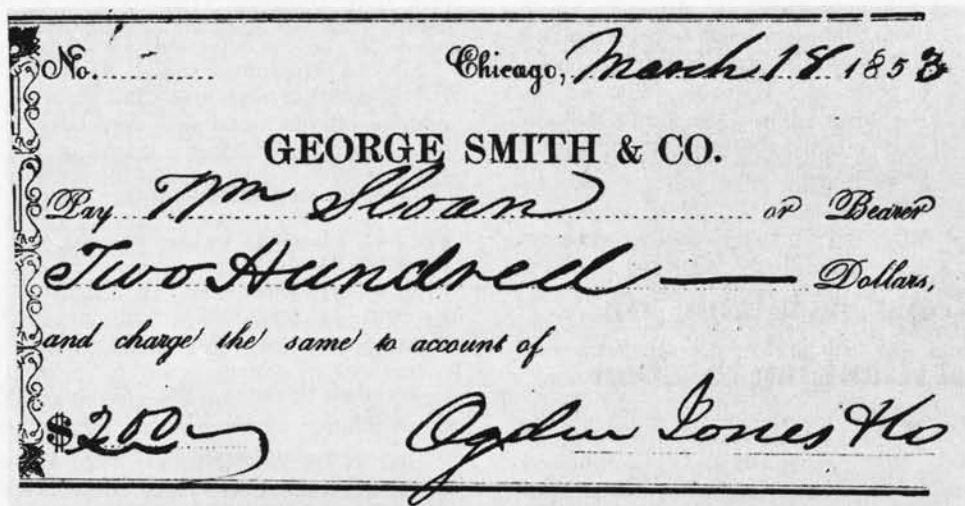 No. Chicago, March 18 1853
GEORGE SMITH & CO.
Pay Wm Sloan or Bearer
Two Hundred — Dollars,
and charge the same to account of
$200 Ogden Jones & Co